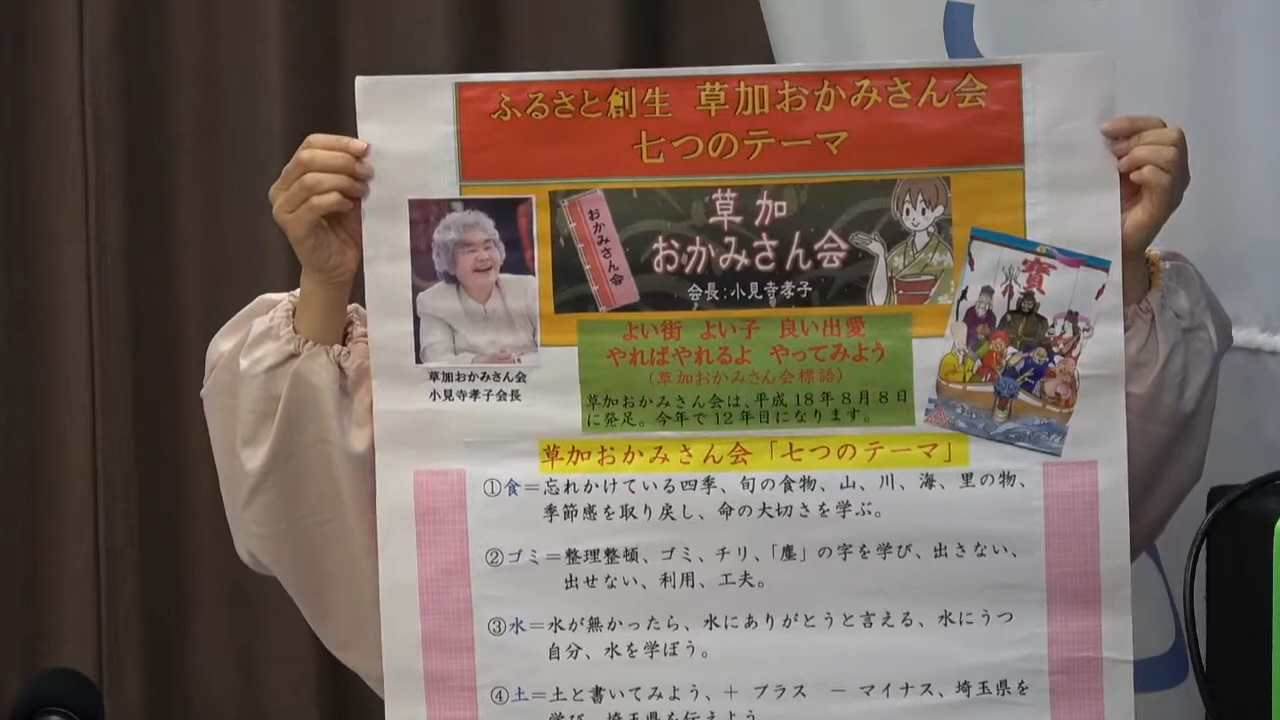 ふるさと創生 草加おかみさん会
七つのテーマ
おかみさん会
草加
おかみさん会
会長:小見寺孝子
寶
草加おかみさん会
小見寺孝子会長
よい街 よい子 良い出愛
やればやれるよ やってみよう
(草加おかみさん会標語)
草加おかみさん会は、平成18年8月8日
に発足。今年で12年目になります。
草加おかみさん会「七つのテーマ」
①食=忘れかけている四季、旬の食物、山、川、海、里の物、
季節感を取り戻し、命の大切さを学ぶ。
②ゴミ=整理整頓、ゴミ、チリ、「塵」の字を学び、出さない、
出せない、利用、工夫。
③水=水が無かったら、水にありがとうと言える、水にうつ
自分、水を学ぼう。
④土=土と書いてみよう、+ プラス − マイナス、埼玉県を
学び、埼玉県を伝えよう